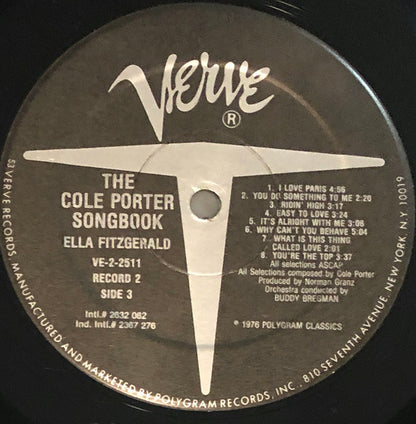 Verve
®
THE
COLE PORTER
SONGBOOK
ELLA FITZGERALD
VE-2-2511
RECORD 2
SIDE 3
Intl.# 2632 062
Ind. Intl.# 2367 276
1. I LOVE PARIS 4:56
2. YOU DO SOMETHING TO ME 2:20
3. RIDIN' HIGH 3:17
4. EASY TO LOVE 3:24
5. IT'S ALRIGHT WITH ME 3:06
6. WHY CAN'T YOU BEHAVE 5:04
7. WHAT IS THIS THING
CALLED LOVE 2:01
8. YOU'RE THE TOP 3:37
All selections ASCAP
All Selections composed by Cole Porter
Produced by Norman Granz
Orchestra conducted by
BUDDY BREGMAN
℗ 1976 POLYGRAM CLASSICS
VERVE RECORDS, MANUFACTURED AND MARKETED BY POLYGRAM RECORDS, INC., 810 SEVENTH AVENUE, NEW YORK, N.Y. 10019